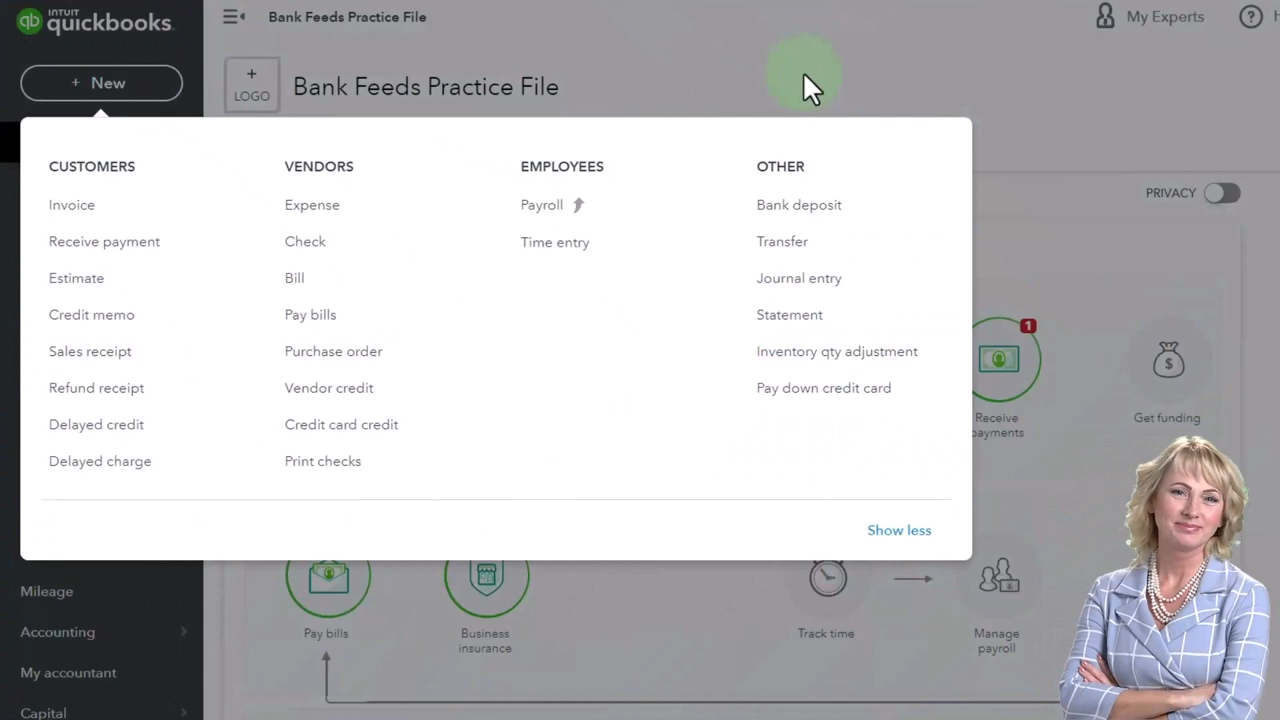 INTUIT
quickbooks.
Bank Feeds Practice File
My Experts
+ New
+
LOGO
Bank Feeds Practice File
CUSTOMERS
Invoice
Receive payment
Estimate
Credit memo
Sales receipt
Refund receipt
Delayed credit
Delayed charge
VENDORS
Expense
Check
Bill
Pay bills
Purchase order
Vendor credit
Credit card credit
Print checks
EMPLOYEES
Payroll
Time entry
OTHER
Bank deposit
Transfer
Journal entry
Statement
Inventory qty adjustment
Pay down credit card
Show less
PRIVACY
1
Receive
payments
Get funding
Pay bills
Business
insurance
Track time
Manage
payroll
Mileage
Accounting
My accountant
Capital